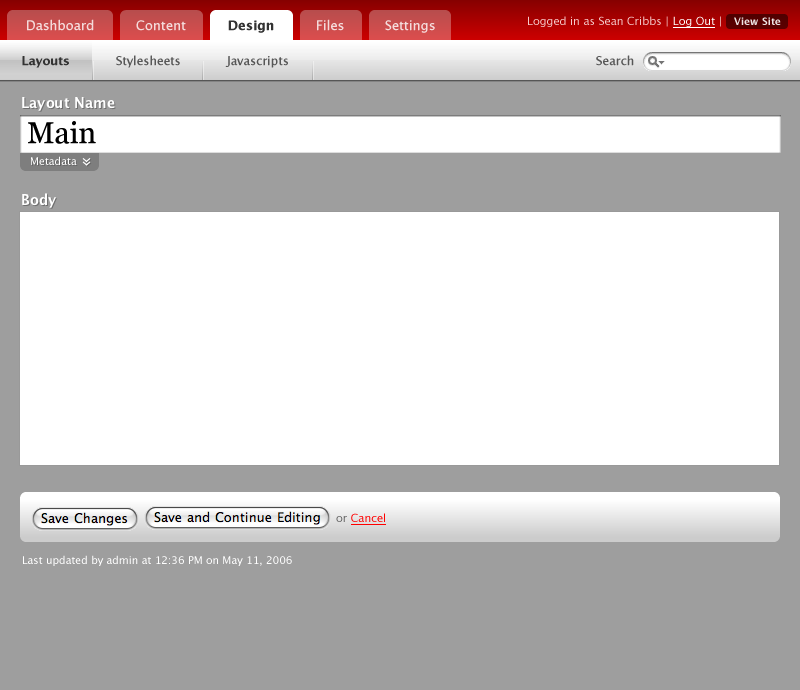 Dashboard Content Design Files Settings Logged in as Sean Cribbs | Log Out | View Site
Layouts Stylesheets Javascripts Search
Layout Name
Main
Metadata
Body
Save Changes Save and Continue Editing or Cancel
Last updated by admin at 12:36 PM on May 11, 2006